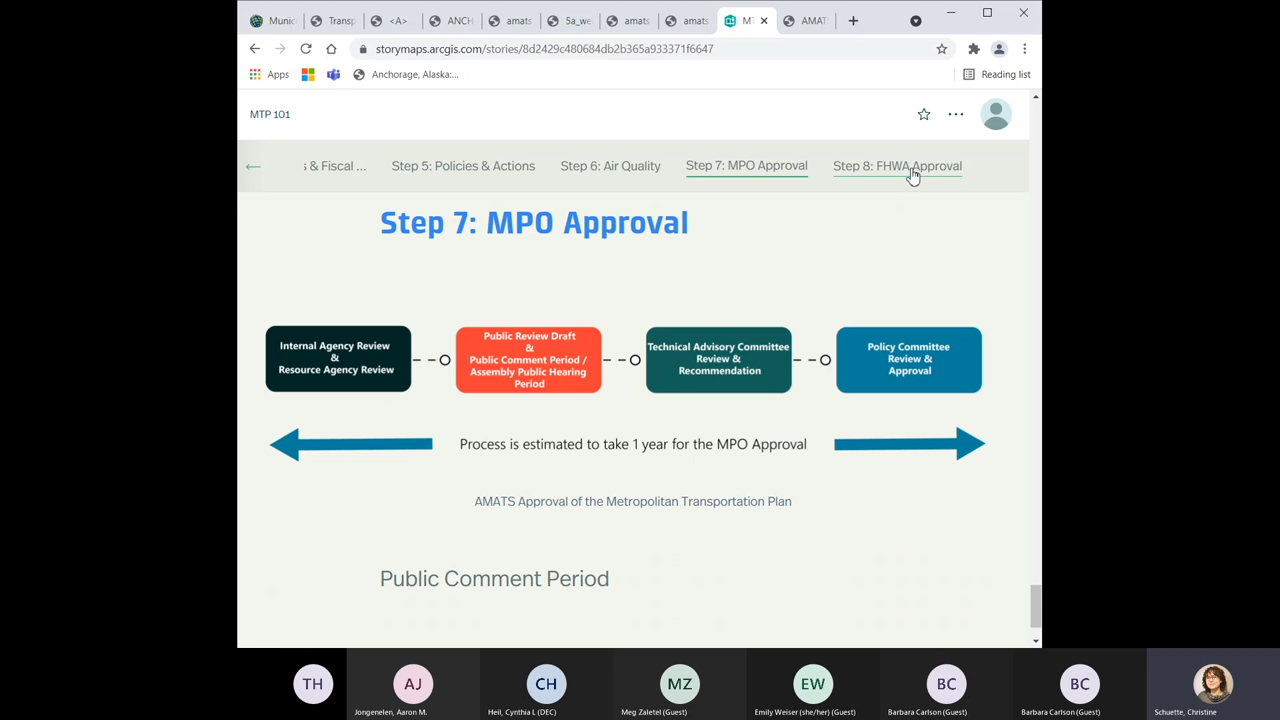 Munici
Transp
<A>
ANCH
amats
5a_we
amats
amats
MT
AMAT
storymaps.arcgis.com/stories/8d2429c480684db2b365a933371f6647
Apps
Anchorage, Alaska:...
Reading list
MTP 101
s & Fiscal ...
Step 5: Policies & Actions
Step 6: Air Quality
Step 7: MPO Approval
Step 8: FHWA Approval
Step 7: MPO Approval
Internal Agency Review
&
Resource Agency Review
Public Review Draft
&
Public Comment Period /
Assembly Public Hearing
Period
Technical Advisory Committee
Review &
Recommendation
Policy Committee
Review &
Approval
Process is estimated to take 1 year for the MPO Approval
AMATS Approval of the Metropolitan Transportation Plan
Public Comment Period
TH
AJ
CH
MZ
EW
BC
BC
Jongenelen, Aaron M.
Heil, Cynthia L (DEC)
Meg Zaletel (Guest)
Emily Weiser (she/her) (Guest)
Barbara Carlson (Guest)
Barbara Carlson (Guest)
Schuette, Christine